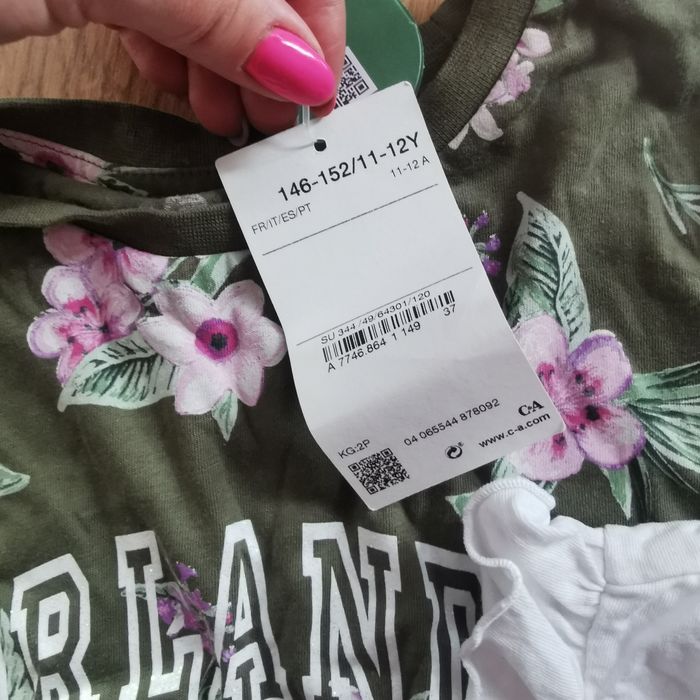 146-152/11-12Y
11-12 A
FR/IT/ES/PT
SU 344 /49/64301/120
A 7746.864 1 149 37
KG:2P
04 065544 878092
C&A
www.c-a.com
RLAND